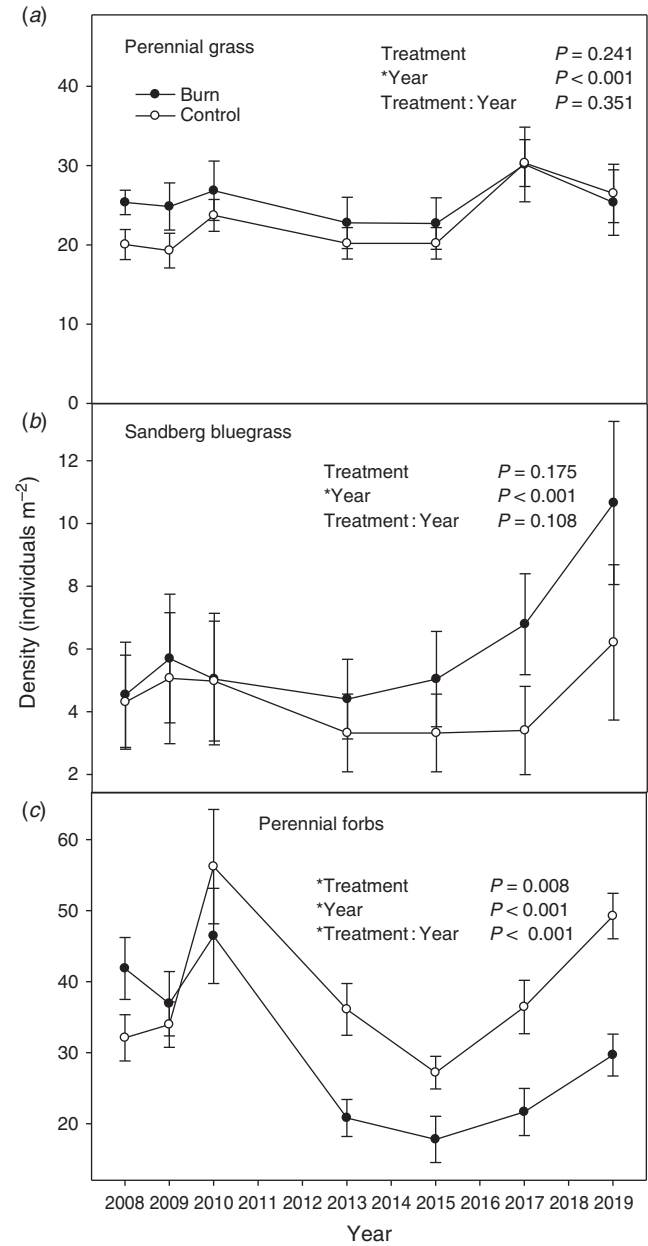 (a)
Perennial grass
Burn
Control
Treatment P = 0.241
*Year P < 0.001
Treatment : Year P = 0.351
40
30
20
10
0
(b)
Sandberg bluegrass
Treatment P = 0.175
*Year P < 0.001
Treatment : Year P = 0.108
12
10
8
6
4
2
Density (individuals m⁻²)
(c)
Perennial forbs
*Treatment P = 0.008
*Year P < 0.001
*Treatment : Year P < 0.001
60
50
40
30
20
2008 2009 2010 2011 2012 2013 2014 2015 2016 2017 2018 2019
Year